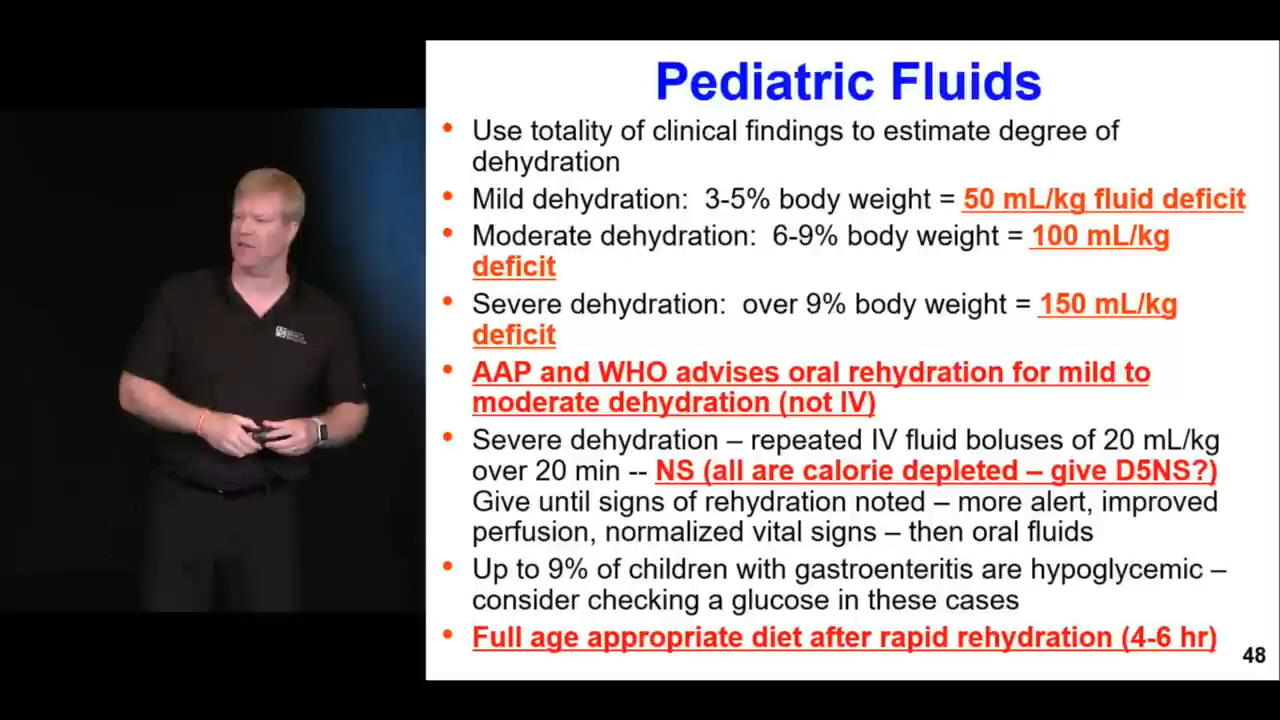 Pediatric Fluids
• Use totality of clinical findings to estimate degree of
dehydration
• Mild dehydration:  3-5% body weight = 50 mL/kg fluid deficit
• Moderate dehydration:  6-9% body weight = 100 mL/kg
deficit
• Severe dehydration:  over 9% body weight = 150 mL/kg
deficit
• AAP and WHO advises oral rehydration for mild to
moderate dehydration (not IV)
• Severe dehydration – repeated IV fluid boluses of 20 mL/kg
over 20 min -- NS (all are calorie depleted – give D5NS?)
Give until signs of rehydration noted – more alert, improved
perfusion, normalized vital signs – then oral fluids
• Up to 9% of children with gastroenteritis are hypoglycemic –
consider checking a glucose in these cases
• Full age appropriate diet after rapid rehydration (4-6 hr)
48